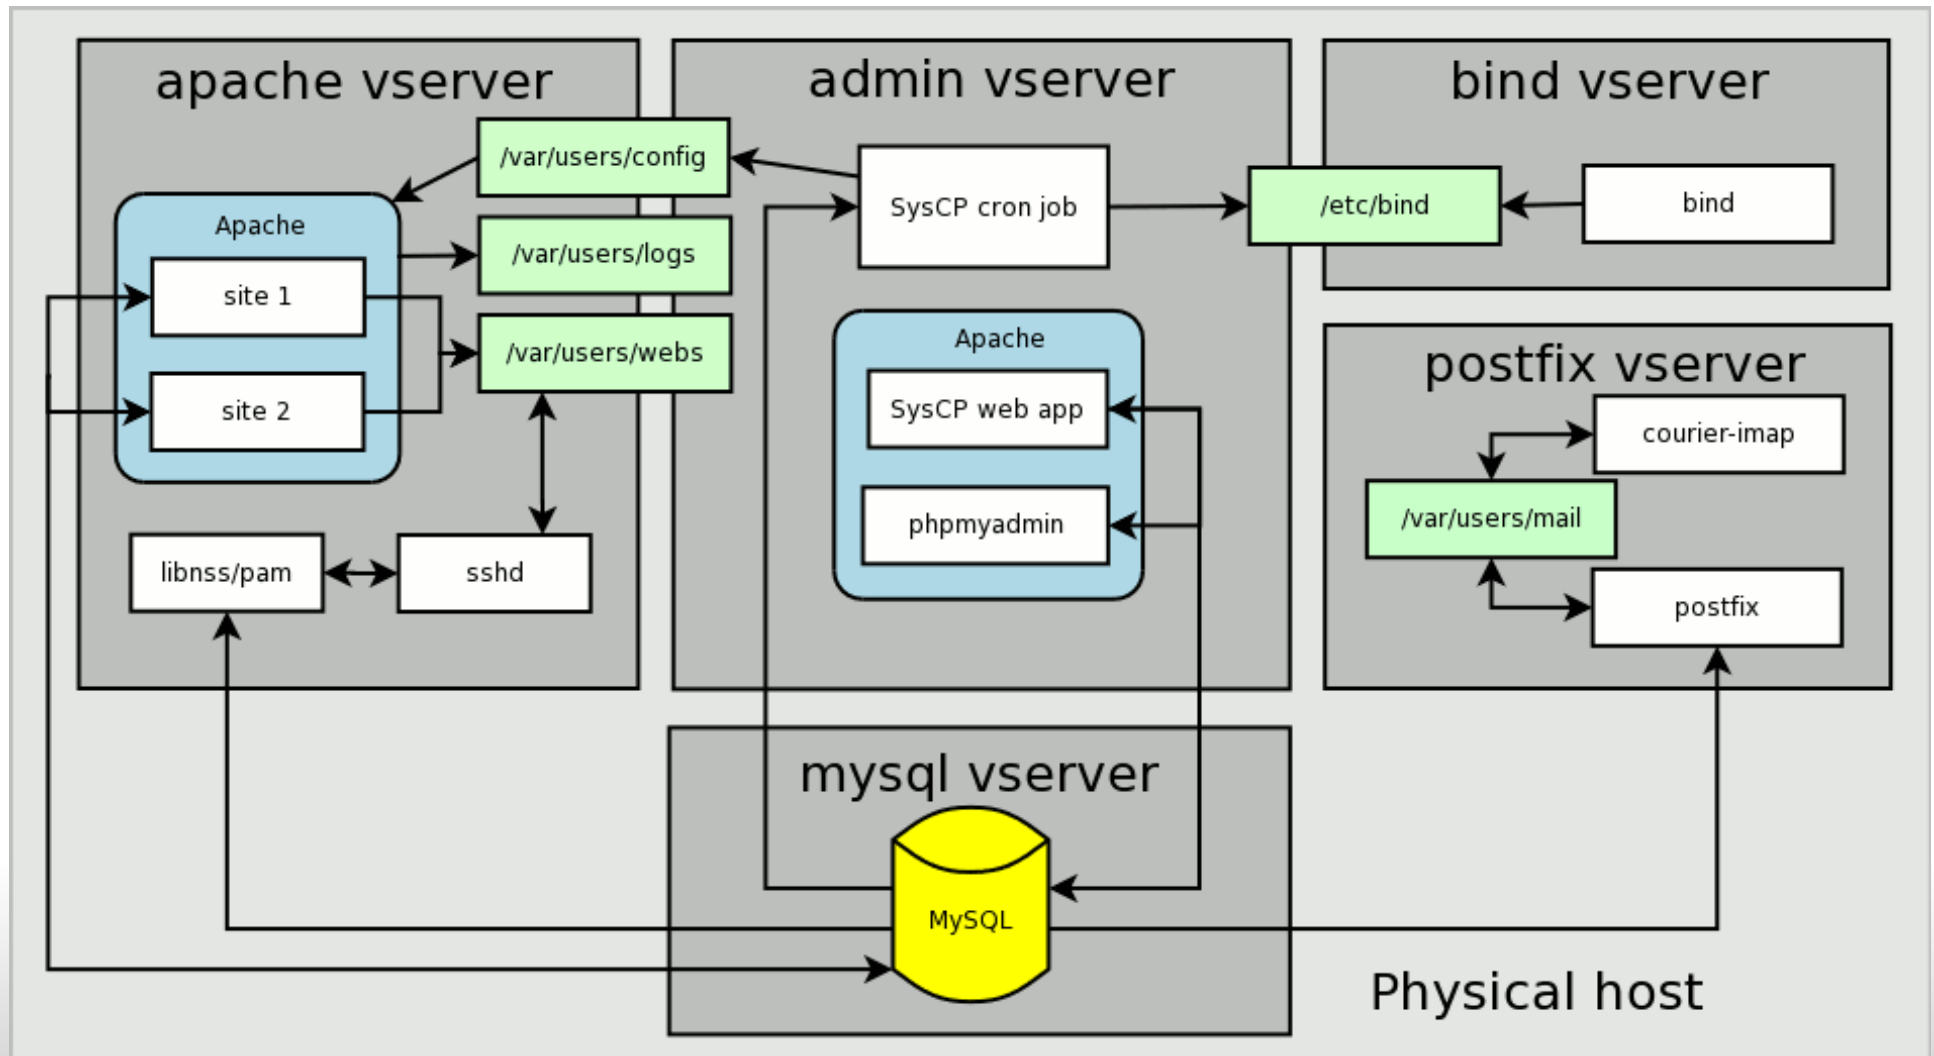 apache vserver
admin vserver
bind vserver
/var/users/config
SysCP cron job
/etc/bind
bind
Apache
/var/users/logs
site 1
/var/users/webs
site 2
Apache
SysCP web app
phpmyadmin
postfix vserver
courier-imap
/var/users/mail
postfix
libnss/pam
sshd
mysql vserver
MySQL
Physical host